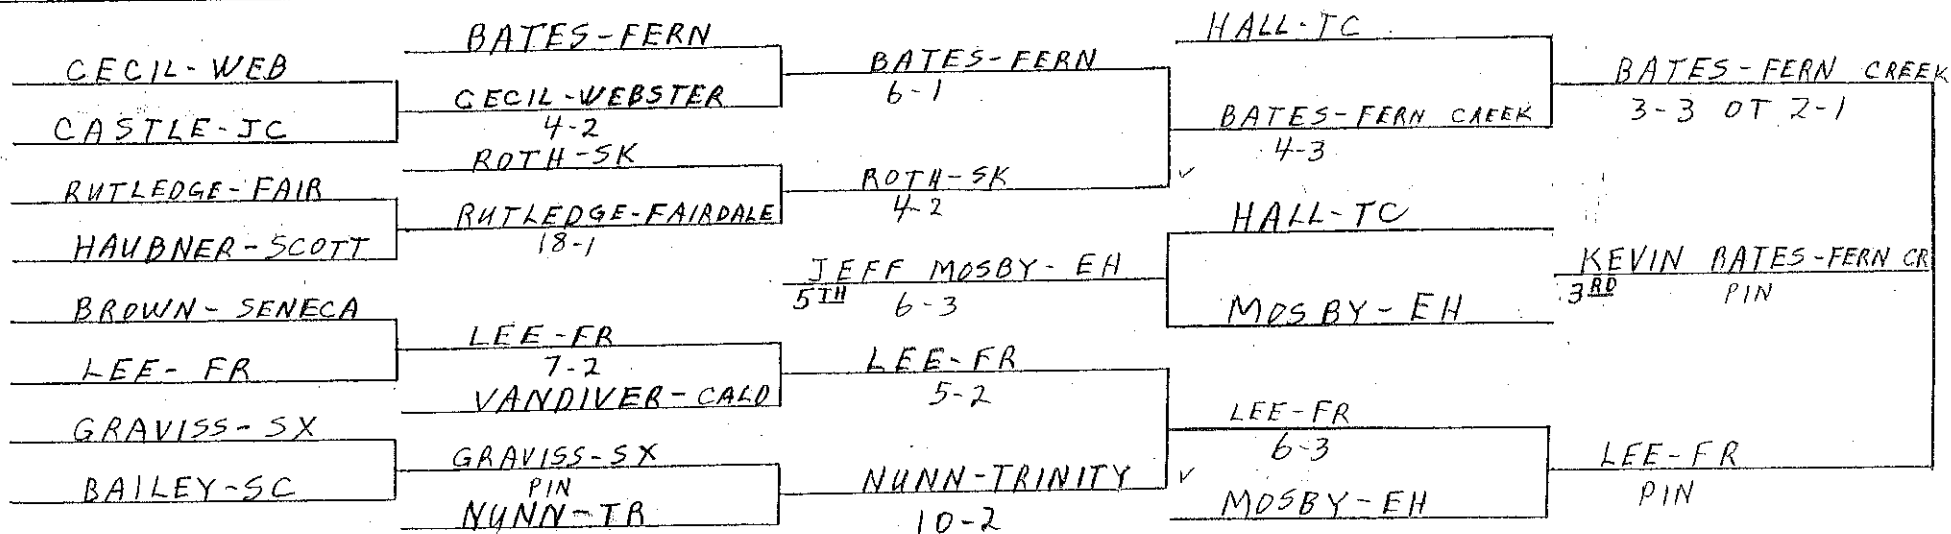 CECIL-WEB
CASTLE-JC
RUTLEDGE-FAIR
HAUBNER-SCOTT
BROWN-SENECA
LEE-FR
GRAVISS-SX
BAILEY-SC
BATES-FERN
CECIL-WEBSTER
4-2
ROTH-SK
RUTLEDGE-FAIRDALE
18-1
LEE-FR
7-2
VANDIVER-CALD
GRAVISS-SX
PIN
NUNN-TR
BATES-FERN
6-1
ROTH-SK
4-2
JEFF MOSBY-EH
5TH 6-3
LEE-FR
5-2
NUNN-TRINITY
10-2
HALL-TC
BATES-FERN CREEK
4-3
HALL-TC
MOSBY-EH
LEE-FR
6-3
MOSBY-EH
BATES-FERN CREEK
3-3 OT 2-1
KEVIN BATES-FERN CR
3RD PIN
LEE-FR
PIN